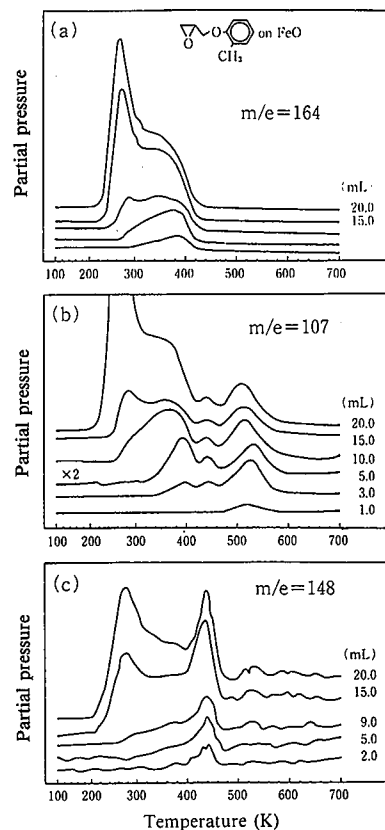 (a)
O
O
on FeO
CH₃
m/e=164
Partial pressure
(mL)
20.0
15.0
100 200 300 400 500 600 700
(b)
m/e=107
Partial pressure
(mL)
20.0
15.0
10.0
×2
5.0
3.0
1.0
100 200 300 400 500 600 700
(c)
m/e=148
Partial pressure
(mL)
20.0
15.0
9.0
5.0
2.0
100 200 300 400 500 600 700
Temperature (K)